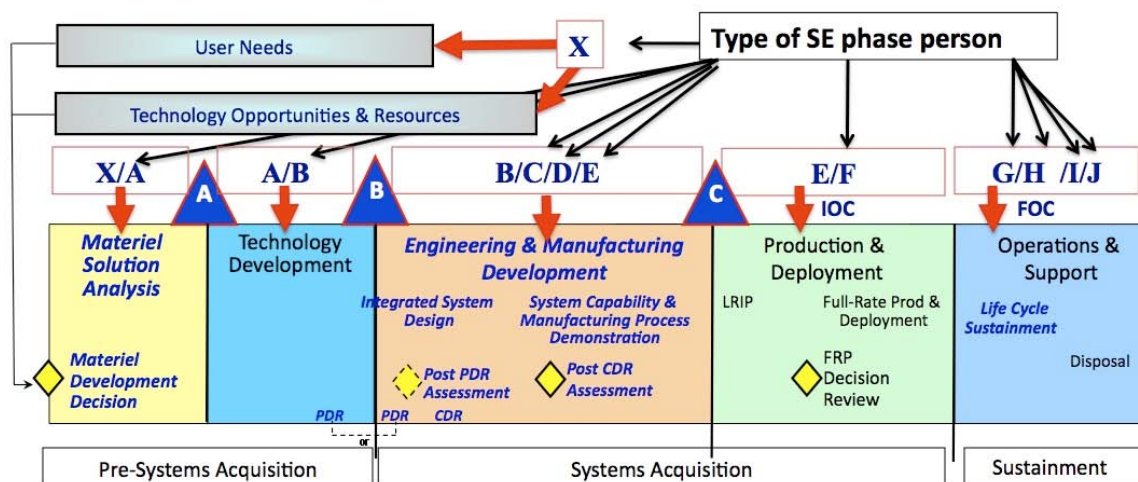 User Needs
X
Type of SE phase person
Technology Opportunities & Resources
X/A
A
A/B
B
B/C/D/E
C
E/F
G/H /I/J
IOC
FOC
Materiel
Solution
Analysis
Technology
Development
Engineering & Manufacturing
Development
Production &
Deployment
Operations &
Support
Integrated System
Design
System Capability &
Manufacturing Process
Demonstration
LRIP
Full-Rate Prod &
Deployment
Life Cycle
Sustainment
Materiel
Development
Decision
Post PDR
Assessment
Post CDR
Assessment
FRP
Decision
Review
Disposal
PDR
PDR
CDR
or
Pre-Systems Acquisition
Systems Acquisition
Sustainment